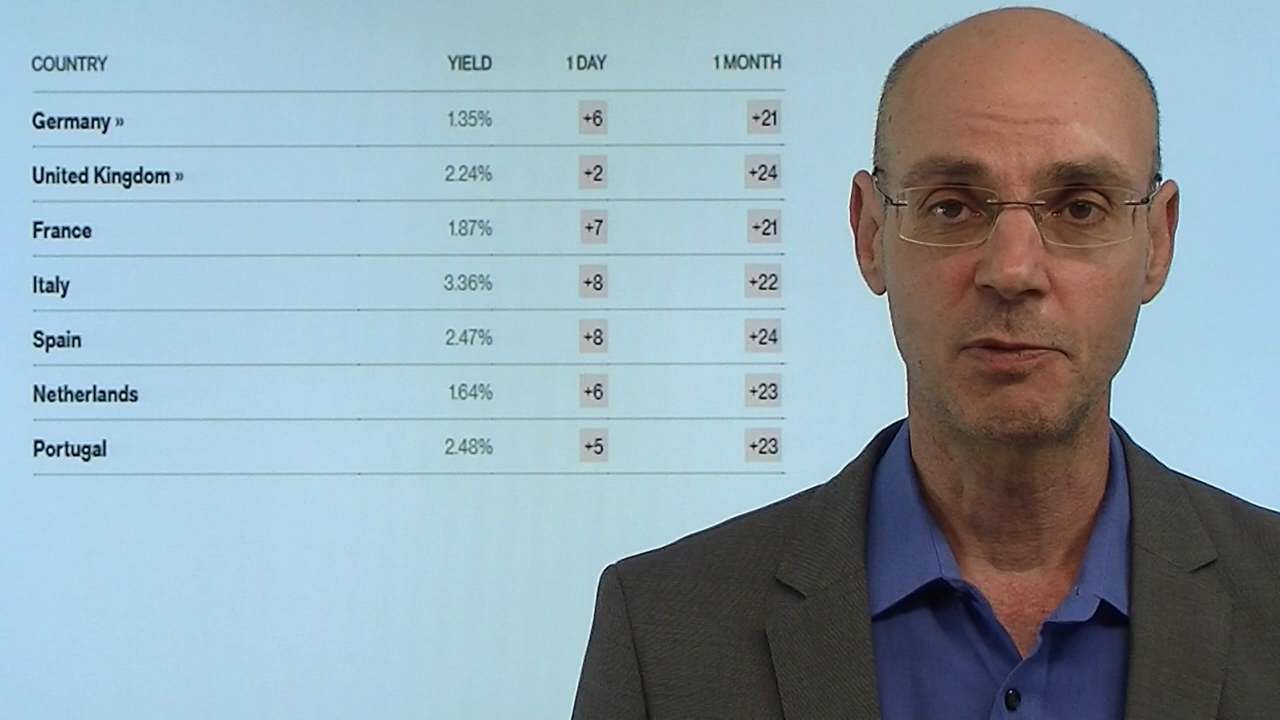 COUNTRY YIELD 1 DAY 1 MONTH
Germany » 1.35% +6 +21
United Kingdom » 2.24% +2 +24
France 1.87% +7 +21
Italy 3.36% +8 +22
Spain 2.47% +8 +24
Netherlands 1.64% +6 +23
Portugal 2.48% +5 +23